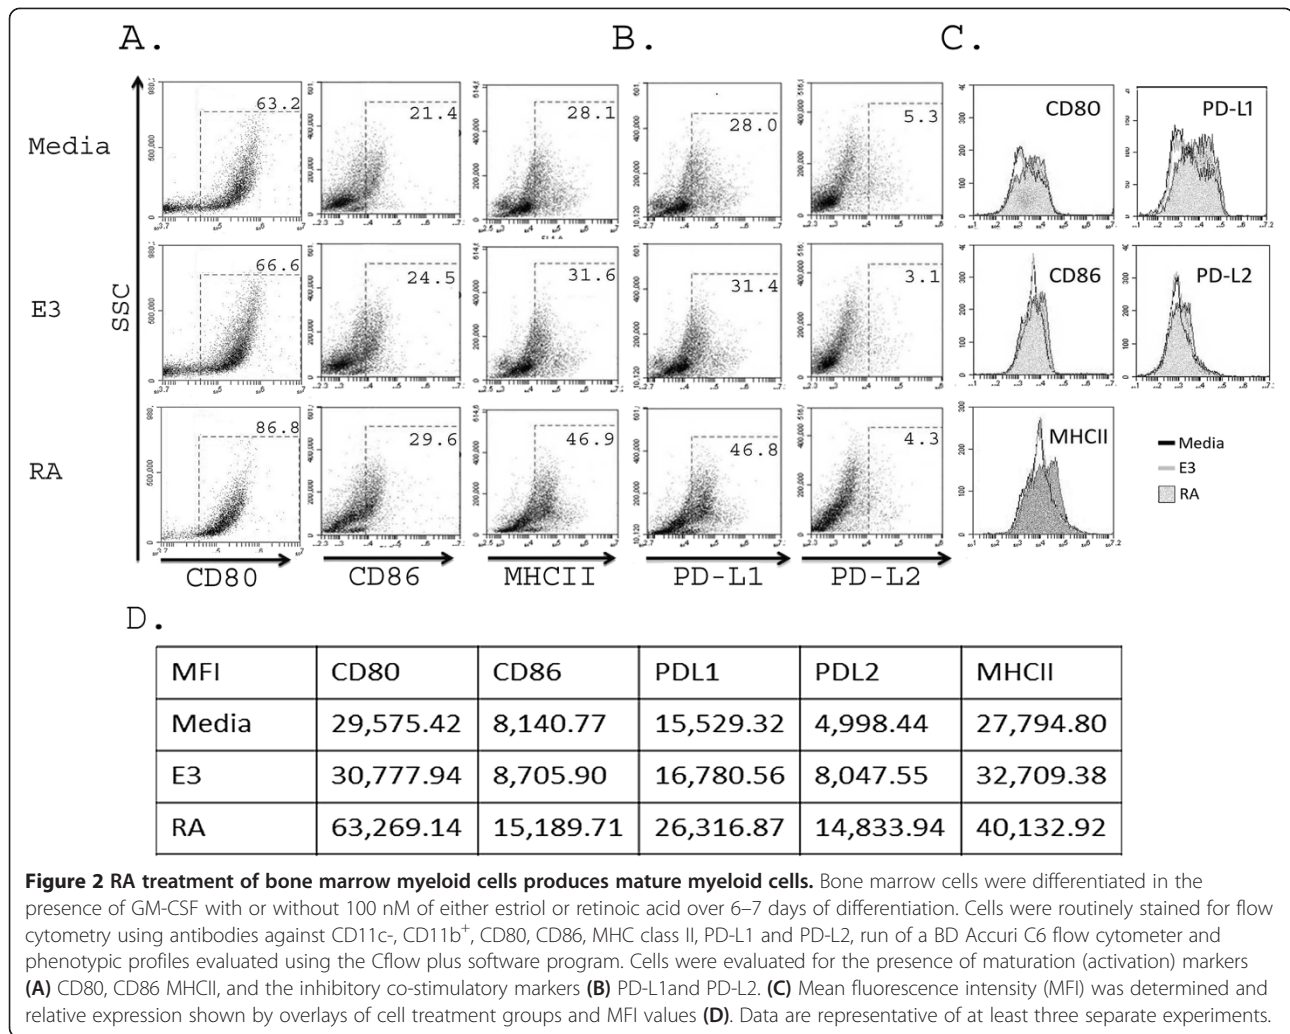 A. B. C.
Media
E3
RA
SSC
63.2 21.4 28.1 28.0 5.3
66.6 24.5 31.6 31.4 3.1
86.8 29.6 46.9 46.8 4.3
CD80 CD86 MHCII PD-L1 PD-L2
CD80 PD-L1
CD86 PD-L2
MHCII
Media
E3
RA
D.
MFI CD80 CD86 PDL1 PDL2 MHCII
Media 29,575.42 8,140.77 15,529.32 4,998.44 27,794.80
E3 30,777.94 8,705.90 16,780.56 8,047.55 32,709.38
RA 63,269.14 15,189.71 26,316.87 14,833.94 40,132.92
Figure 2 RA treatment of bone marrow myeloid cells produces mature myeloid cells. Bone marrow cells were differentiated in the
presence of GM-CSF with or without 100 nM of either estriol or retinoic acid over 6–7 days of differentiation. Cells were routinely stained for flow
cytometry using antibodies against CD11c-, CD11b+, CD80, CD86, MHC class II, PD-L1 and PD-L2, run of a BD Accuri C6 flow cytometer and
phenotypic profiles evaluated using the Cflow plus software program. Cells were evaluated for the presence of maturation (activation) markers
(A) CD80, CD86 MHCII, and the inhibitory co-stimulatory markers (B) PD-L1and PD-L2. (C) Mean fluorescence intensity (MFI) was determined and
relative expression shown by overlays of cell treatment groups and MFI values (D). Data are representative of at least three separate experiments.